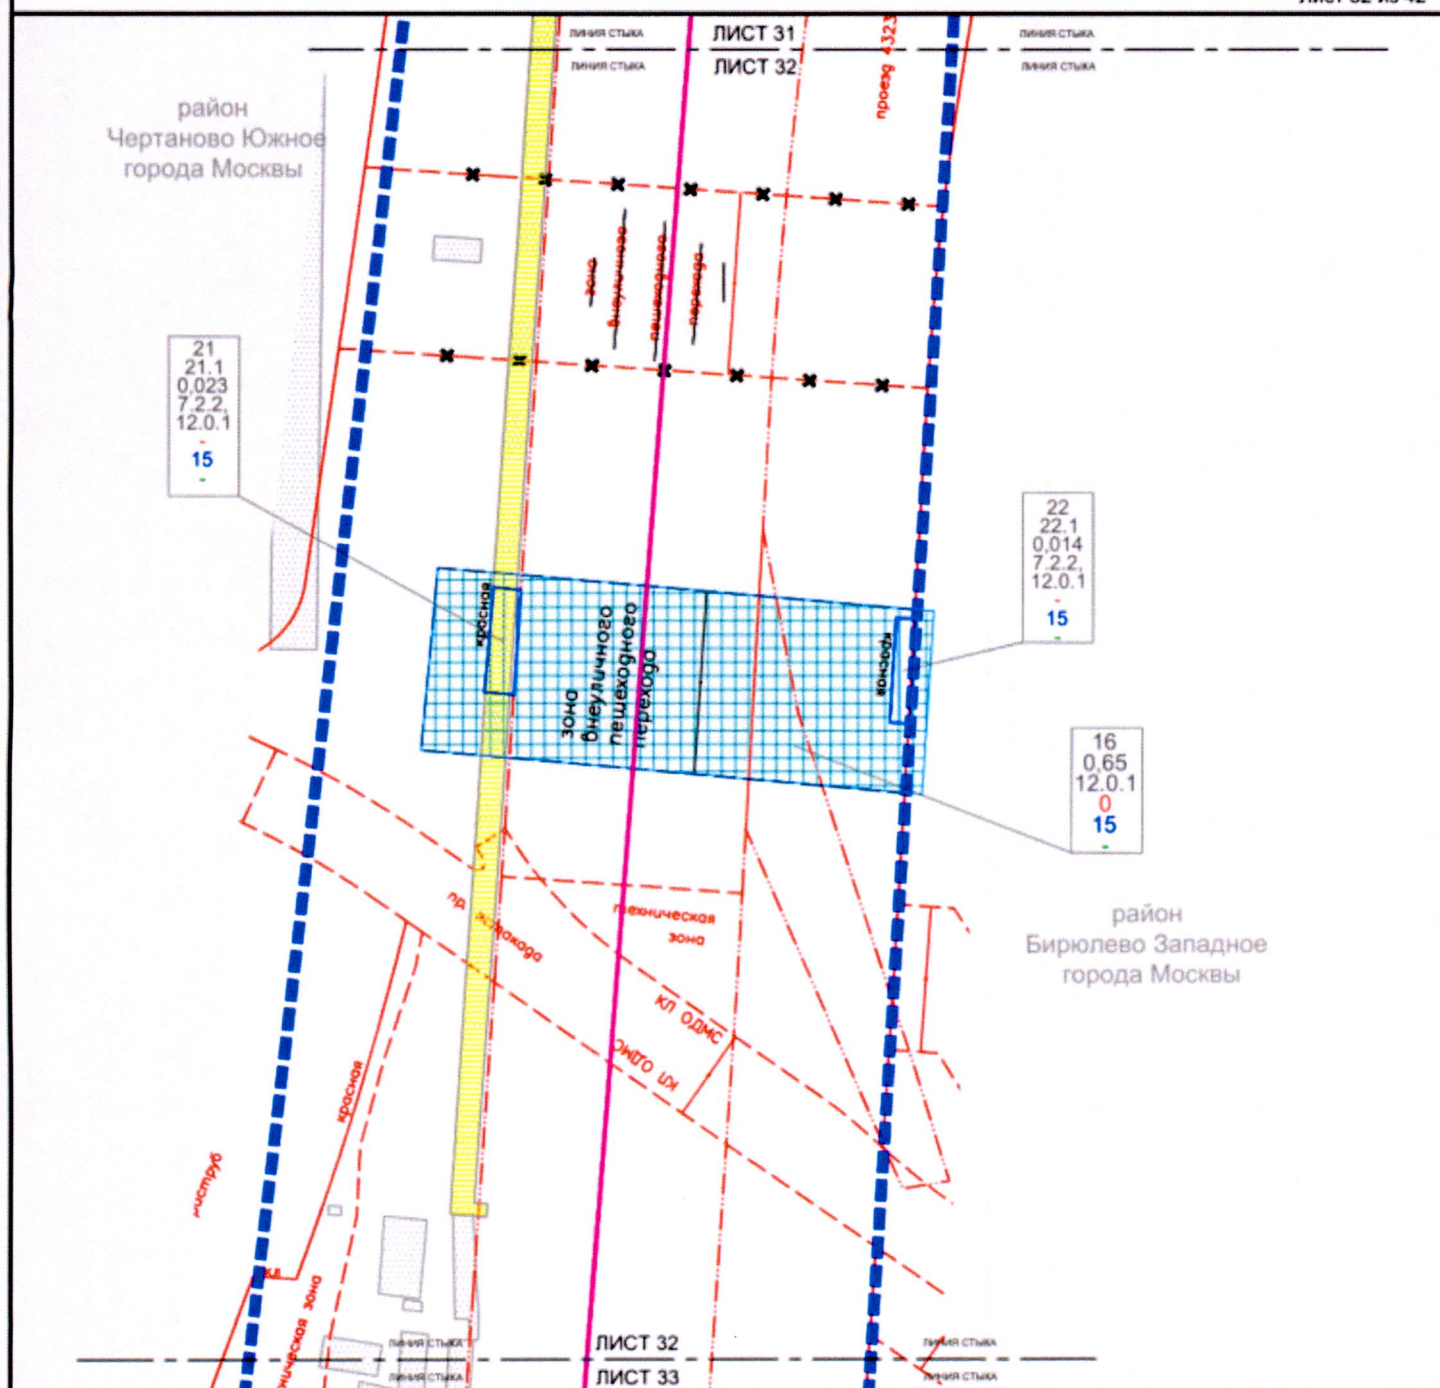 ЛИНИЯ СТЫКА
ЛИСТ 31
ЛИНИЯ СТЫКА
ЛИНИЯ СТЫКА
ЛИСТ 32
ЛИНИЯ СТЫКА
проезд 4323
район
Чертаново Южное
города Москвы
зона
внеуличного
пешеходного
перехода
21
21.1
0,023
7.2.2,
12.0.1
-
15
-
22
22.1
0,014
7.2.2,
12.0.1
-
15
-
красная
зона
внеуличного
пешеходного
перехода
красная
16
0,65
12.0.1
0
15
-
район
Бирюлево Западное
города Москвы
пр. эстакада
техническая
зона
КЛ ОДМС
КЛ ОДМС
красная
ЛИНИЯ СТЫКА
ЛИСТ 32
ЛИНИЯ СТЫКА
ЛИНИЯ СТЫКА
ЛИСТ 33
ЛИНИЯ СТЫКА